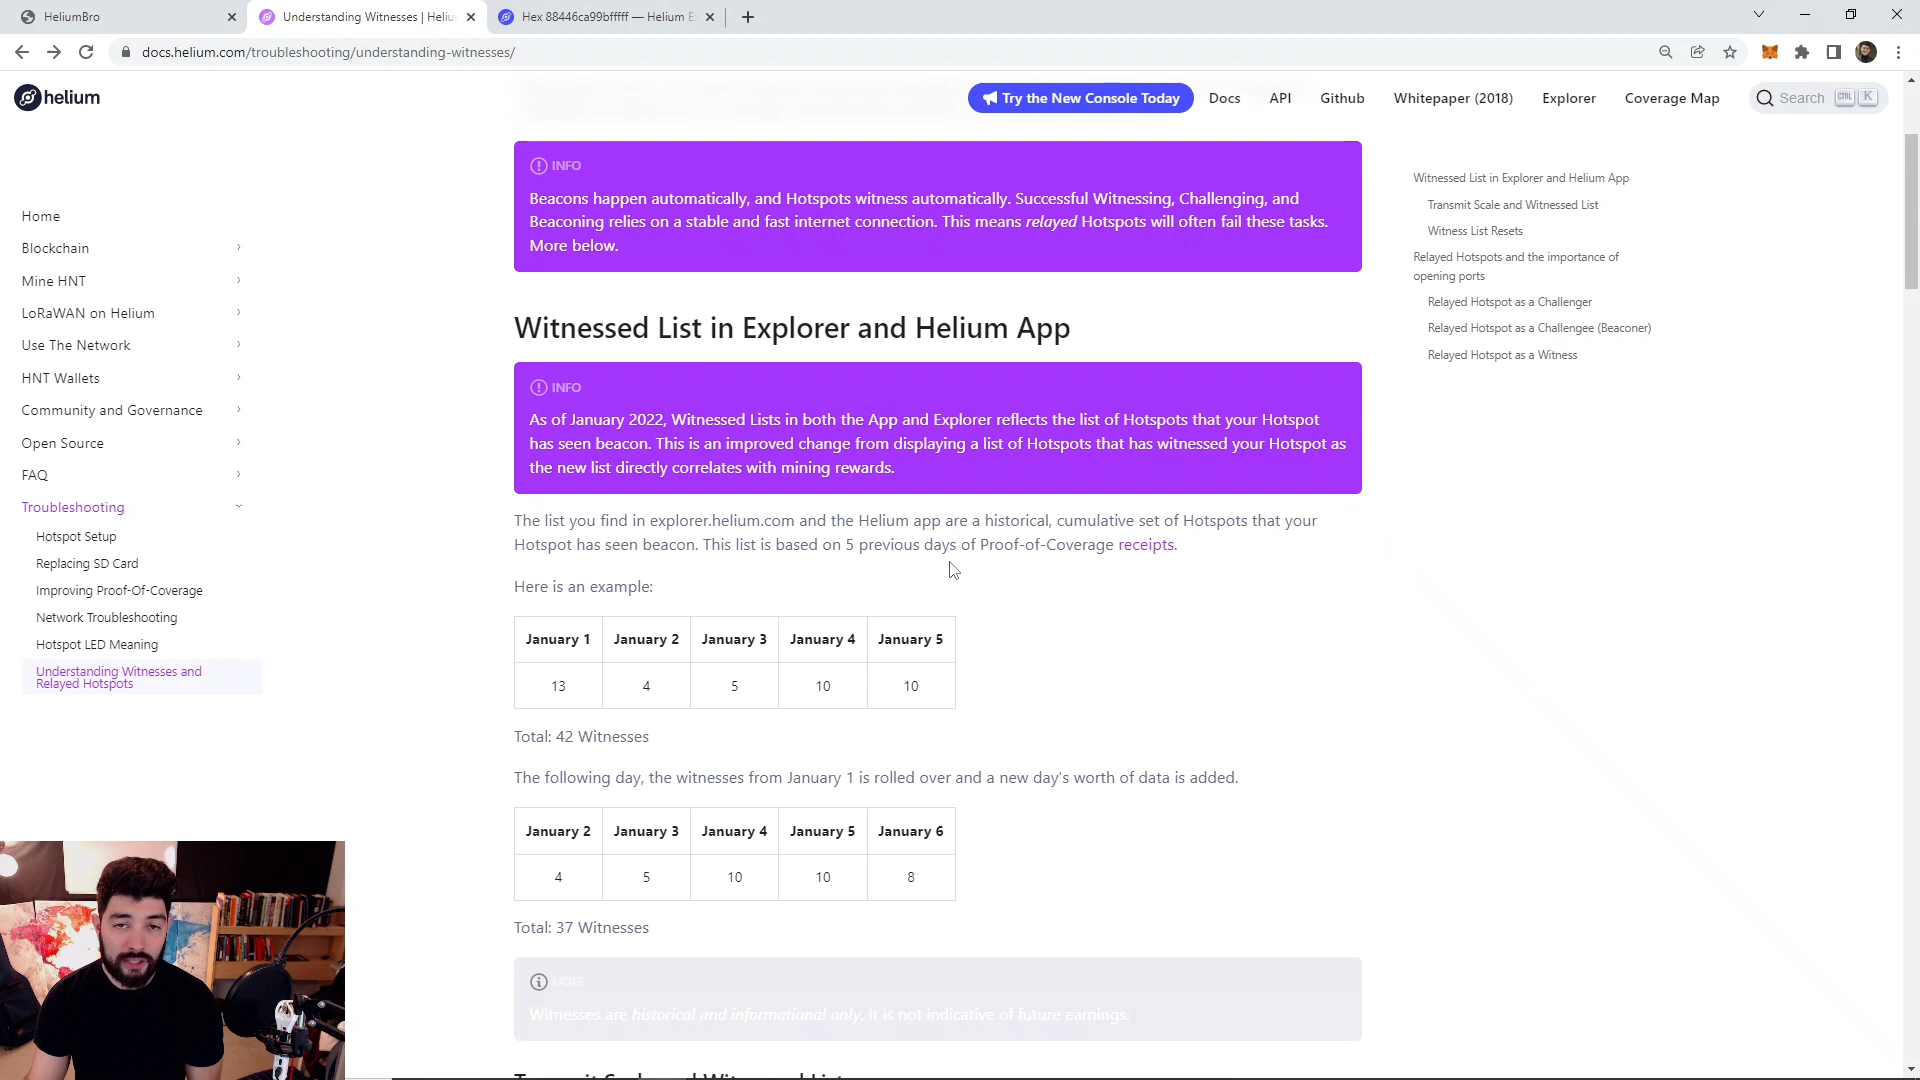 HeliumBro
Understanding Witnesses | Heliu
Hex 88446ca99bfffff — Helium E
docs.helium.com/troubleshooting/understanding-witnesses/
helium
Try the New Console Today
Docs
API
Github
Whitepaper (2018)
Explorer
Coverage Map
Search CTRL K
Home
Blockchain
Mine HNT
LoRaWAN on Helium
Use The Network
HNT Wallets
Community and Governance
Open Source
FAQ
Troubleshooting
Hotspot Setup
Replacing SD Card
Improving Proof-Of-Coverage
Network Troubleshooting
Hotspot LED Meaning
Understanding Witnesses and
Relayed Hotspots
INFO
Beacons happen automatically, and Hotspots witness automatically. Successful Witnessing, Challenging, and
Beaconing relies on a stable and fast internet connection. This means relayed Hotspots will often fail these tasks.
More below.
Witnessed List in Explorer and Helium App
INFO
As of January 2022, Witnessed Lists in both the App and Explorer reflects the list of Hotspots that your Hotspot
has seen beacon. This is an improved change from displaying a list of Hotspots that has witnessed your Hotspot as
the new list directly correlates with mining rewards.
The list you find in explorer.helium.com and the Helium app are a historical, cumulative set of Hotspots that your
Hotspot has seen beacon. This list is based on 5 previous days of Proof-of-Coverage receipts.
Here is an example:
January 1 January 2 January 3 January 4 January 5
13 4 5 10 10
Total: 42 Witnesses
The following day, the witnesses from January 1 is rolled over and a new day's worth of data is added.
January 2 January 3 January 4 January 5 January 6
4 5 10 10 8
Total: 37 Witnesses
NOTE
Witnesses are historical and informational only. It is not indicative of future earnings.
Witnessed List in Explorer and Helium App
Transmit Scale and Witnessed List
Witness List Resets
Relayed Hotspots and the importance of
opening ports
Relayed Hotspot as a Challenger
Relayed Hotspot as a Challengee (Beaconer)
Relayed Hotspot as a Witness